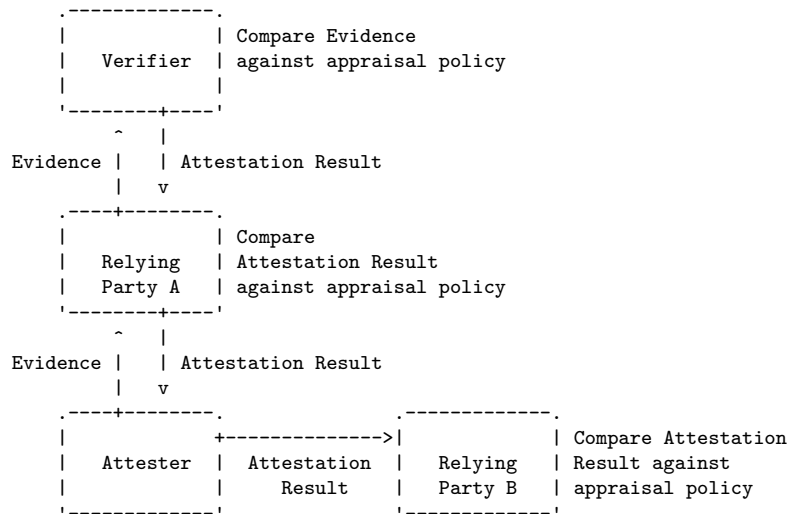 Compare Evidence
Verifier against appraisal policy
Evidence Attestation Result
Compare
Relying Attestation Result
Party A against appraisal policy
Evidence Attestation Result
Compare Attestation
Attester Attestation Relying Result against
Result Party B appraisal policy